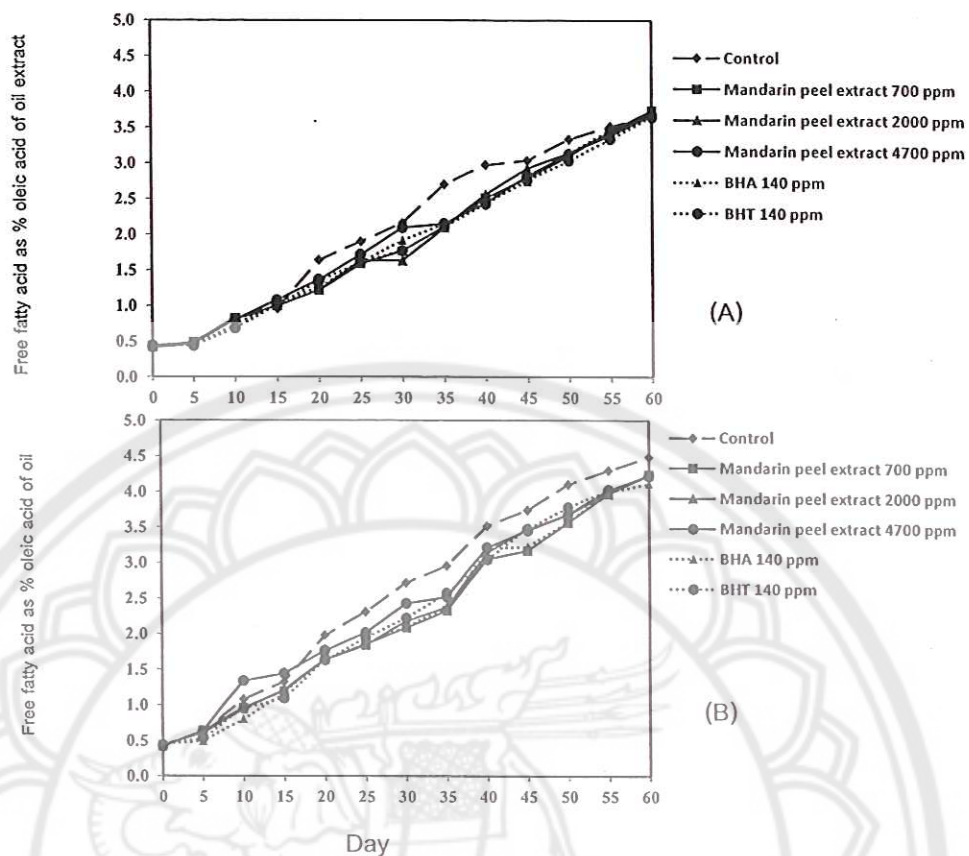 Free fatty acid as % oleic acid of oil extract
5.0
4.5
4.0
3.5
3.0
2.5
2.0
1.5
1.0
0.5
0.0
0 5 10 15 20 25 30 35 40 45 50 55 60
Control
Mandarin peel extract 700 ppm
Mandarin peel extract 2000 ppm
Mandarin peel extract 4700 ppm
BHA 140 ppm
BHT 140 ppm
(A)
Free fatty acid as % oleic acid of oil
5.0
4.5
4.0
3.5
3.0
2.5
2.0
1.5
1.0
0.5
0.0
0 5 10 15 20 25 30 35 40 45 50 55 60
Control
Mandarin peel extract 700 ppm
Mandarin peel extract 2000 ppm
Mandarin peel extract 4700 ppm
BHA 140 ppm
BHT 140 ppm
(B)
Day